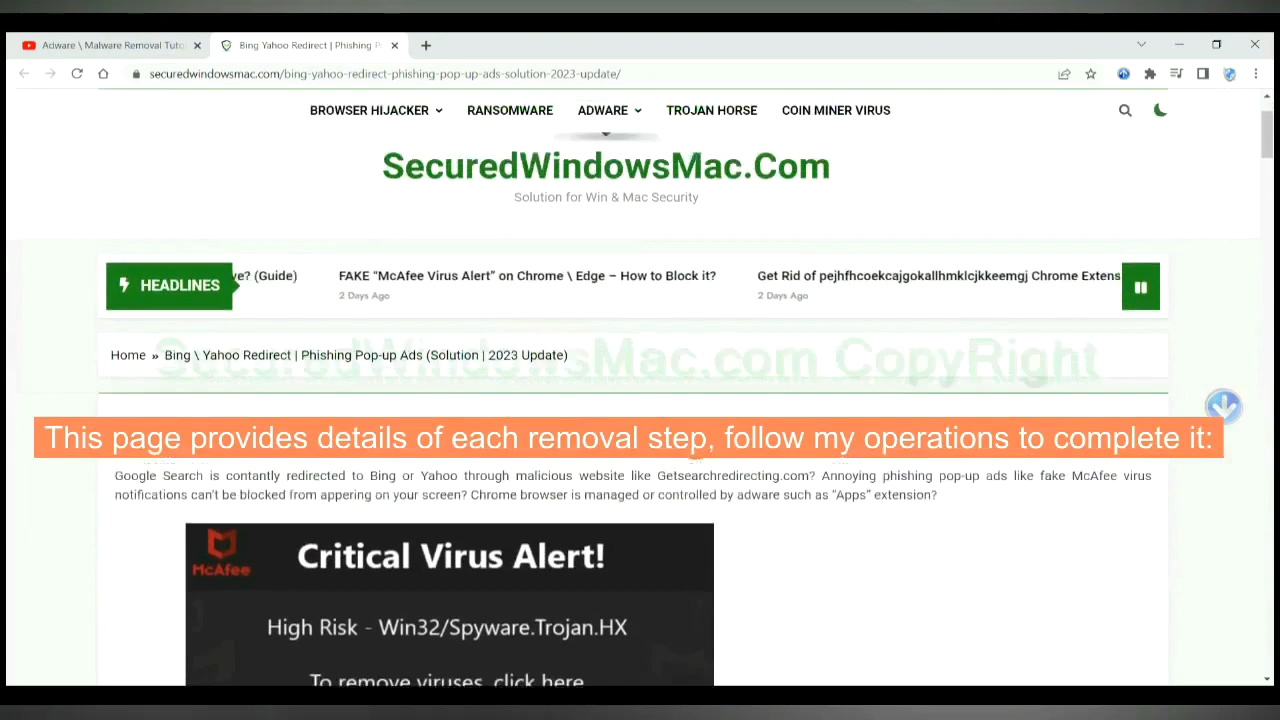 Adware \ Malware Removal Tuto
Bing Yahoo Redirect | Phishing P
securedwindowsmac.com/bing-yahoo-redirect-phishing-pop-up-ads-solution-2023-update/
BROWSER HIJACKER RANSOMWARE ADWARE TROJAN HORSE COIN MINER VIRUS
SecuredWindowsMac.Com
Solution for Win & Mac Security
HEADLINES
ve? (Guide)
FAKE “McAfee Virus Alert” on Chrome \ Edge – How to Block it?
2 Days Ago
Get Rid of pejhfhcoekcajgokallhmklcjkkeemgj Chrome Extens
2 Days Ago
Home » Bing \ Yahoo Redirect | Phishing Pop-up Ads (Solution | 2023 Update)
SecuredWindowsMac.com CopyRight
This page provides details of each removal step, follow my operations to complete it:
Google Search is contantly redirected to Bing or Yahoo through malicious website like Getsearchredirecting.com? Annoying phishing pop-up ads like fake McAfee virus
notifications can’t be blocked from appering on your screen? Chrome browser is managed or controlled by adware such as “Apps” extension?
McAfee
Critical Virus Alert!
High Risk - Win32/Spyware.Trojan.HX
To remove viruses, click here